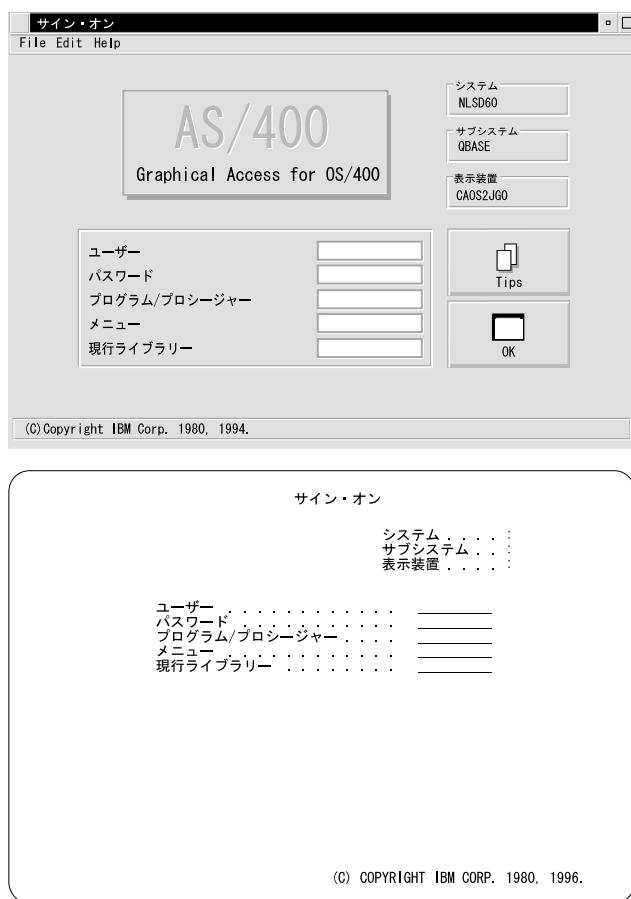 サイン・オン
File Edit Help
AS/400
Graphical Access for OS/400
システム
NLSD60
サブシステム
QBASE
表示装置
CAOS2JG0
ユーザー
パスワード
プログラム/プロシージャー
メニュー
現行ライブラリー
Tips
OK
(C)Copyright IBM Corp. 1980, 1994.
サイン・オン
システム . . . . :
サブシステム . . :
表示装置 . . . . :
ユーザー . . . . . . . . . . . .
パスワード . . . . . . . . . . .
プログラム/プロシージャー . . . .
メニュー . . . . . . . . . . . .
現行ライブラリー . . . . . . . .
(C) COPYRIGHT IBM CORP. 1980, 1996.